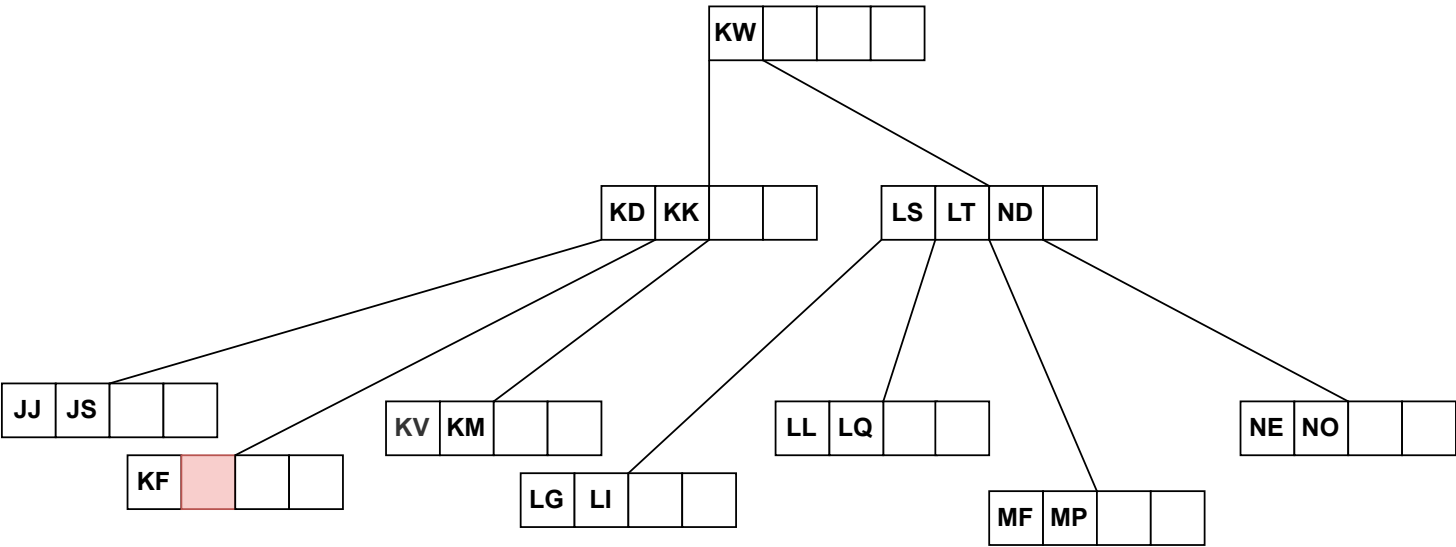 KW
KD KK
LS LT ND
JJ JS
KV KM
LL LQ
NE NO
KF
LG LI
MF MP